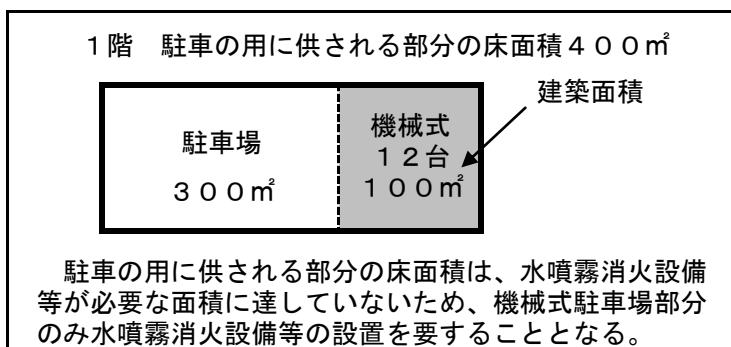 １階　駐車の用に供される部分の床面積４００㎡
建築面積
駐車場
３００㎡
機械式
１２台
１００㎡
　駐車の用に供される部分の床面積は、水噴霧消火設備
等が必要な面積に達していないため、機械式駐車場部分
のみ水噴霧消火設備等の設置を要することとなる。